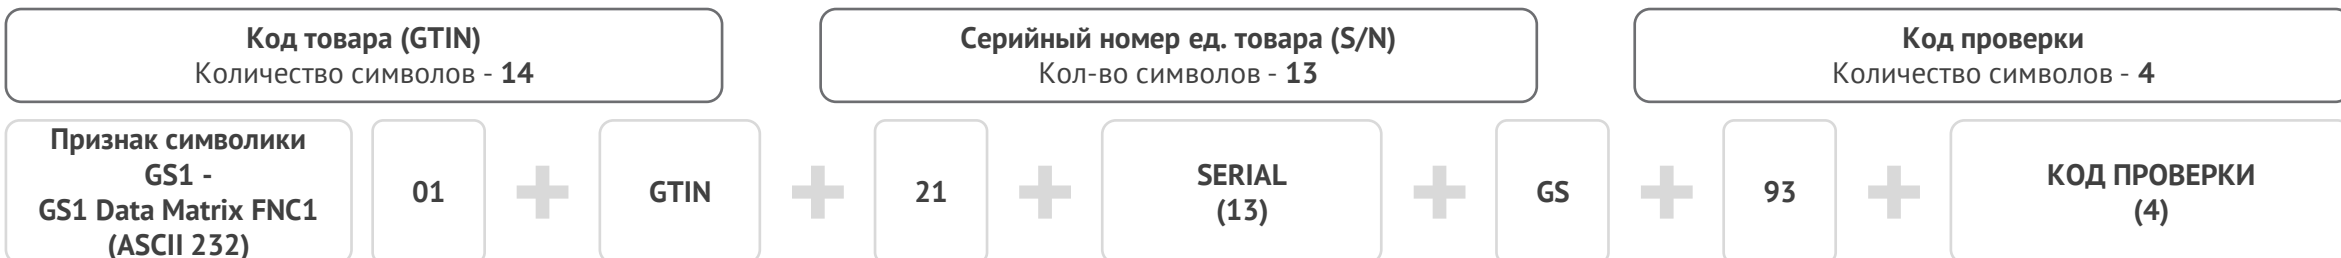 Код товара (GTIN)
Количество символов - 14
Серийный номер ед. товара (S/N)
Кол-во символов - 13
Код проверки
Количество символов - 4
Признак символики
GS1 -
GS1 Data Matrix FNC1
(ASCII 232)
01
+
GTIN
+
21
+
SERIAL
(13)
+
GS
+
93
+
КОД ПРОВЕРКИ
(4)